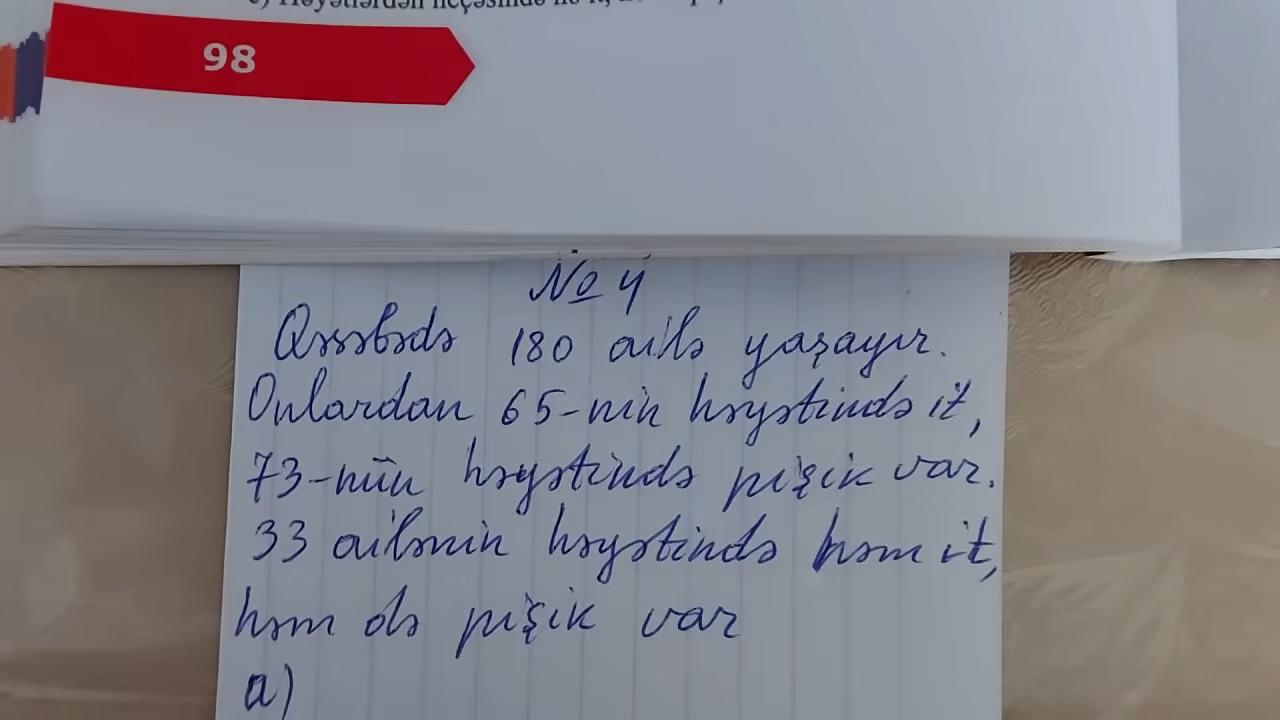 98
№ 4
Qəsəbədə 180 ailə yaşayır.
Onlardan 65-nin həyətində it,
73-nün həyətində pişik var.
33 ailənin həyətində həm it,
həm də pişik var
a)